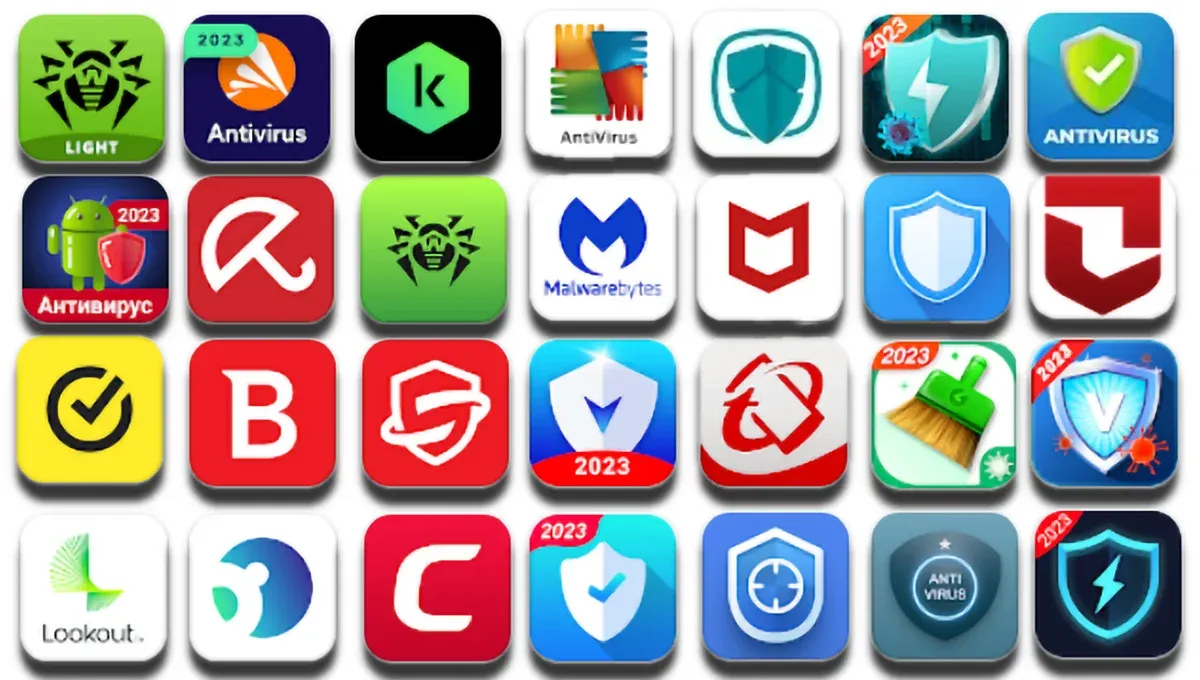 LIGHT
2023
Antivirus
k
AntiVirus
2023
ANTIVIRUS
2023
Антивирус
Malwarebytes
B
2023
2023
2023
V
Lookout
C
2023
ANTI
VIRUS
2023